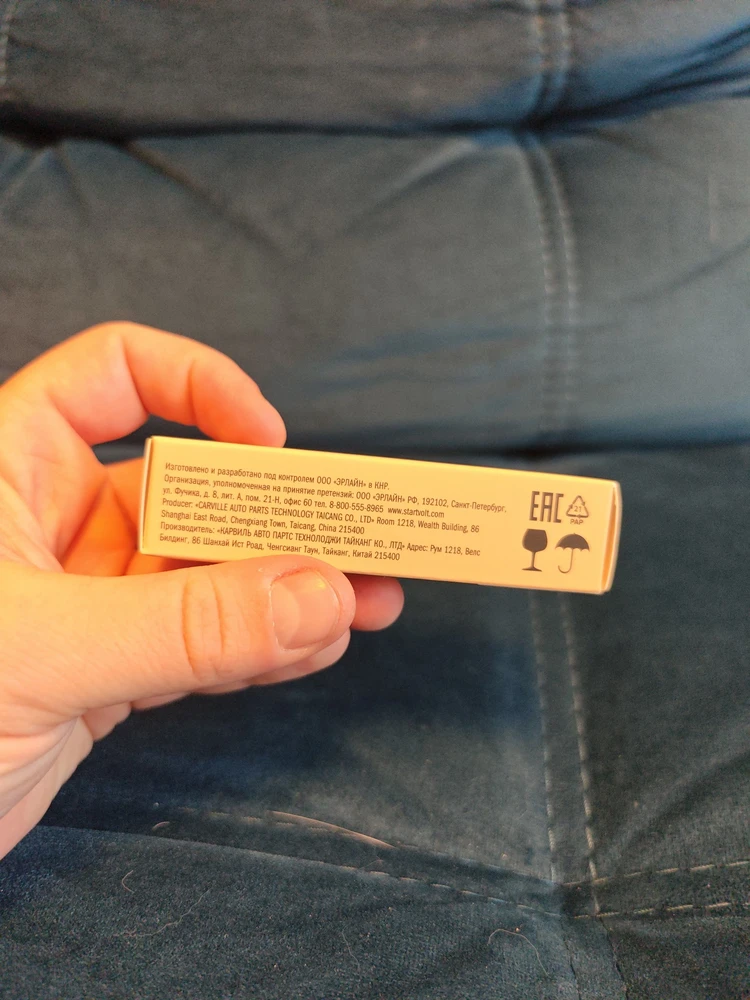 Изготовлено и разработано под контролем ООО «ЭРЛАЙН» в КНР.
Организация, уполномоченная на принятие претензий: ООО «ЭРЛАЙН» РФ, 192102, Санкт-Петербург,
ул. Фучика, д. 8, лит. А, пом. 21-Н, офис 60 тел. 8-800-555-8965 www.startvolt.com
Producer: «CARVILLE AUTO PARTS TECHNOLOGY TAICANG CO., LTD» Room 1218, Wealth Building, 86
Shanghai East Road, Chengxiang Town, Taicang, China 215400
Производитель: «КАРВИЛЬ АВТО ПАРТС ТЕХНОЛОДЖИ ТАЙКАНГ КО., ЛТД» Адрес: Рум 1218, Велс
Билдинг, 86 Шанхай Ист Роад, Ченгсианг Таун, Тайканг, Китай 215400
EAC
21
PAP